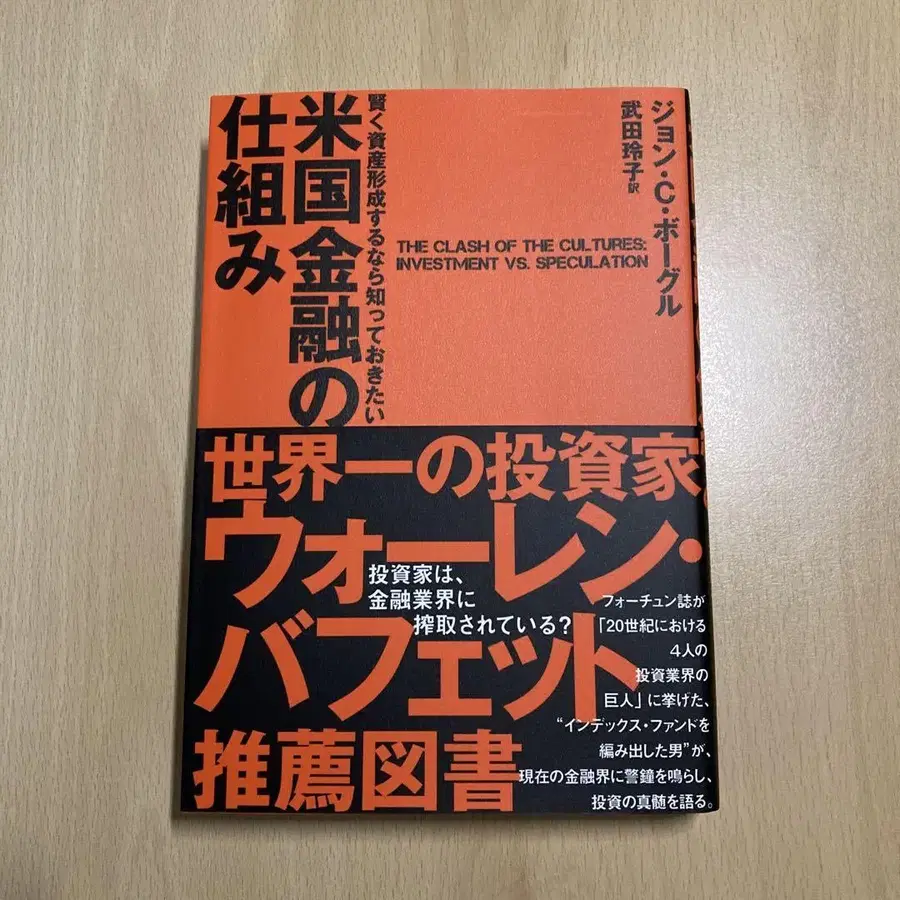 ジョン・C・ボーグル
武田玲子 訳
賢く資産形成するなら知っておきたい
米国金融の
仕組み
THE CLASH OF THE CULTURES:
INVESTMENT VS. SPECULATION
世界一の投資家
ウォーレン・
バフェット
推薦図書
投資家は、
金融業界に
搾取されている?
フォーチュン誌が
「20世紀における
4人の
投資業界の
巨人」に挙げた、
“インデックス・ファンドを
編み出した男”が、
現在の金融界に警鐘を鳴らし、
投資の真髄を語る。